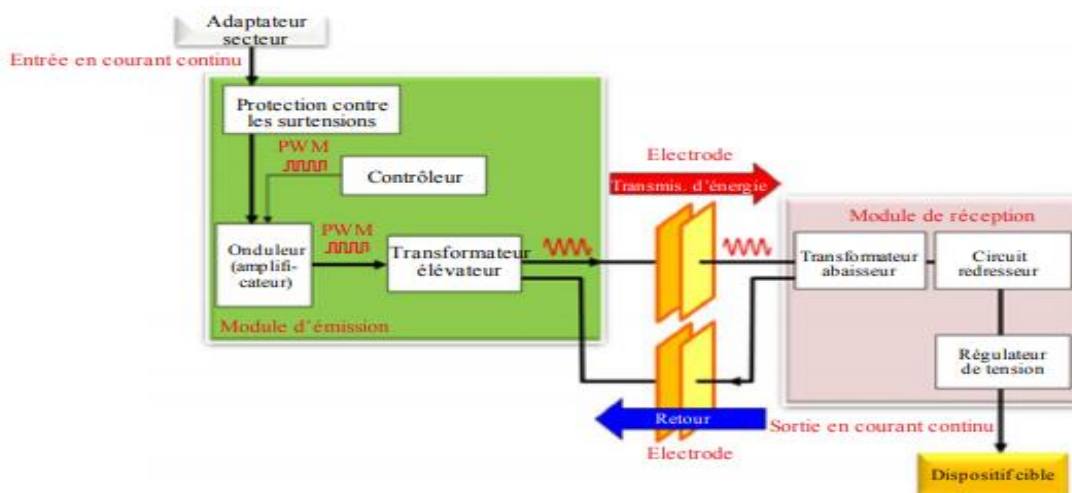 Adaptateur
secteur
Entrée en courant continu
Protection contre
les surtensions
PWM
Contrôleur
Electrode
Transmis. d'énergie
Module de réception
Onduleur
(amplifi-
cateur)
PWM
Transformateur
élévateur
Transformateur
abaisseur
Circuit
redresseur
Module d'émission
Régulateur
de tension
Retour
Sortie en courant continu
Electrode
Dispositif cible